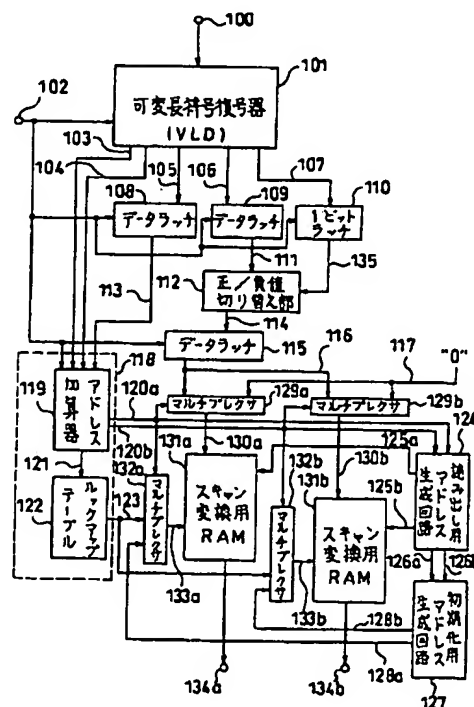 100
102
101
可変長符号復号器
(VLD)
103
104
105
106
107
108
109
110
データラッチ
データラッチ
1ビット
ラッチ
113
112
111
135
正/負値
切り替え部
114
データラッチ
115
116
117
"0"
118
119
アドレス
加算器
120a
120b
121
122
ルックマップ
テーブル
123
マルチプレクサ
129a
マルチプレクサ
129b
124
131a
132a
130a
132b
131b
130b
125a
125b
マルチプレクサ
スキャン
変換用
RAM
マルチプレクサ
スキャン
変換用
RAM
読み出し用
アドレス
生成回路
126a
126b
133a
133b
128b
128a
初期化用
アドレス
生成回路
127
134a
134b